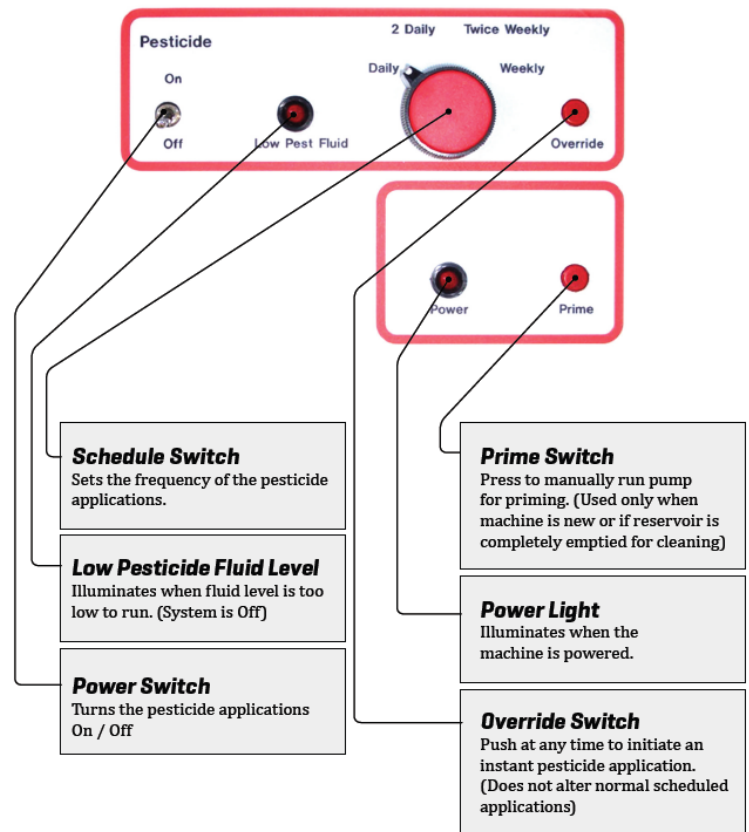 Pesticide
2 Daily
Twice Weekly
On
Daily
Weekly
Off
Low Pest Fluid
Override
Power
Prime
Schedule Switch
Sets the frequency of the pesticide
applications.
Low Pesticide Fluid Level
Illuminates when fluid level is too
low to run. (System is Off)
Power Switch
Turns the pesticide applications
On / Off
Prime Switch
Press to manually run pump
for priming. (Used only when
machine is new or if reservoir is
completely emptied for cleaning)
Power Light
Illuminates when the
machine is powered.
Override Switch
Push at any time to initiate an
instant pesticide application.
(Does not alter normal scheduled
applications)